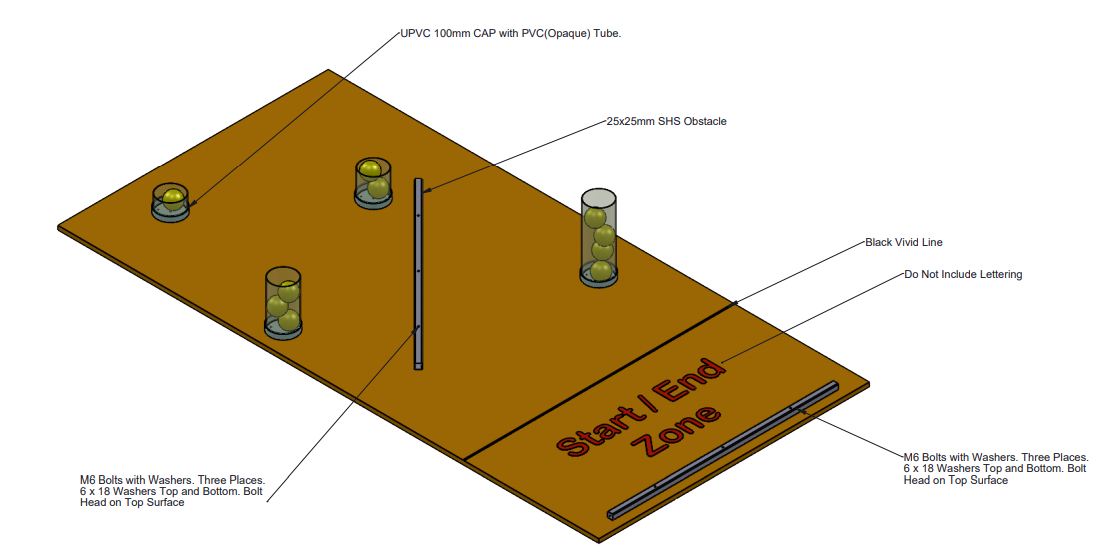 UPVC 100mm CAP with PVC(Opaque) Tube.
25x25mm SHS Obstacle
Black Vivid Line
Do Not Include Lettering
Start / End
Zone
M6 Bolts with Washers. Three Places.
6 x 18 Washers Top and Bottom. Bolt
Head on Top Surface
M6 Bolts with Washers. Three Places.
6 x 18 Washers Top and Bottom. Bolt
Head on Top Surface